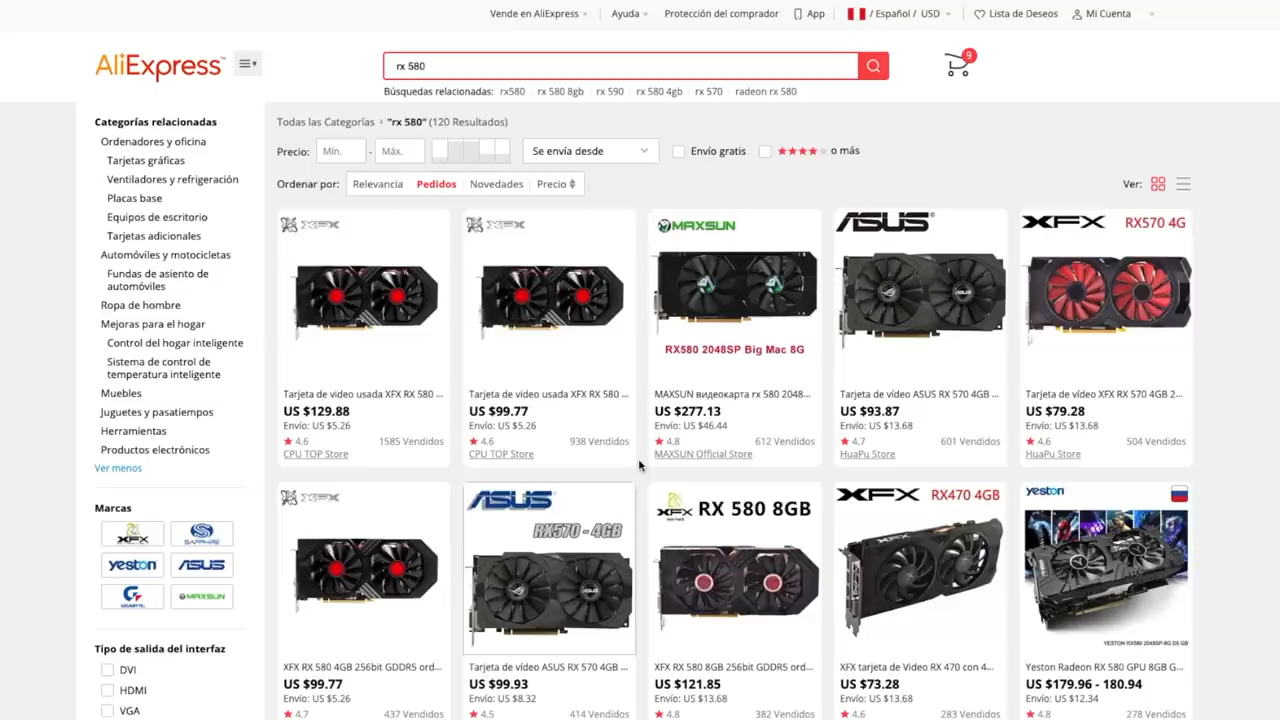 Vende en AliExpress
Ayuda
Protección del comprador
App
/ Español / USD
Lista de Deseos
Mi Cuenta
AliExpress
rx 580
9
Búsquedas relacionadas: rx580 rx 580 8gb rx 590 rx 580 4gb rx 570 radeon rx 580
Categorías relacionadas
Ordenadores y oficina
Tarjetas gráficas
Ventiladores y refrigeración
Placas base
Equipos de escritorio
Tarjetas adicionales
Automóviles y motocicletas
Fundas de asiento de
automóviles
Ropa de hombre
Mejoras para el hogar
Control del hogar inteligente
Sistema de control de
temperatura inteligente
Muebles
Juguetes y pasatiempos
Herramientas
Productos electrónicos
Ver menos
Marcas
XFX
SAPPHIRE
yeston
ASUS
GIGABYTE
MAXSUN
Tipo de salida del interfaz
DVI
HDMI
VGA
Todas las Categorías > "rx 580" (120 Resultados)
Precio: Mín. - Máx. Se envía desde Envío gratis o más
Ordenar por: Relevancia Pedidos Novedades Precio
Ver:
XFX
Tarjeta de video usada XFX RX 580 ...
US $129.88
Envío: US $5.26
4.6 1585 Vendidos
CPU TOP Store
XFX
Tarjeta de video usada XFX RX 580 ...
US $99.77
Envío: US $5.26
4.6 938 Vendidos
CPU TOP Store
MAXSUN
RX580 2048SP Big Mac 8G
MAXSUN видеокарта rx 580 2048...
US $277.13
Envío: US $46.44
4.8 612 Vendidos
MAXSUN Official Store
ASUS
Tarjeta de vídeo ASUS RX 570 4GB ...
US $93.87
Envío: US $13.68
4.7 601 Vendidos
HuaPu Store
XFX RX570 4G
Tarjeta de vídeo XFX RX 570 4GB 2...
US $79.28
Envío: US $13.68
4.6 504 Vendidos
HuaPu Store
XFX
XFX RX 580 4GB 256bit GDDR5 ord...
US $99.77
Envío: US $5.26
4.7 437 Vendidos
ASUS
RX570 - 4GB
Tarjeta de vídeo ASUS RX 570 4GB ...
US $99.93
Envío: US $8.32
4.5 414 Vendidos
XFX RX 580 8GB
XFX RX 580 8GB 256bit GDDR5 ord...
US $121.85
Envío: US $13.68
4.8 382 Vendidos
XFX RX470 4GB
XFX tarjeta de Video RX 470 con 4...
US $73.28
Envío: US $13.68
4.6 283 Vendidos
yeston
YESTON RX580 2048SP-8G D5 GB
Yeston Radeon RX 580 GPU 8GB G...
US $179.96 - 180.94
Envío: US $12.34
4.8 278 Vendidos